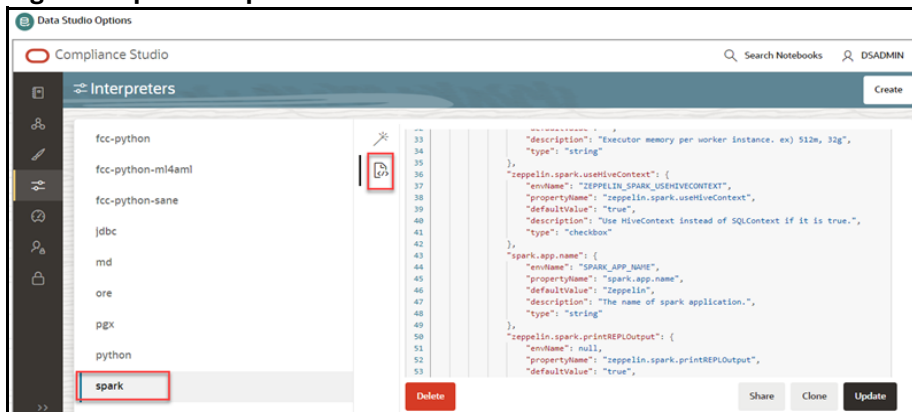 Data Studio Options
Compliance Studio
Search Notebooks
DSADMIN
Interpreters
Create
fcc-python
fcc-python-ml4aml
fcc-python-sane
jdbc
md
ore
pgx
python
spark
>>
33 "description": "Executor memory per worker instance. ex) 512m, 32g",
34 "type": "string"
35 },
36 "zeppelin.spark.useHiveContext": {
37 "envName": "ZEPPELIN_SPARK_USEHIVECONTEXT",
38 "propertyName": "zeppelin.spark.useHiveContext",
39 "defaultValue": "true",
40 "description": "Use HiveContext instead of SQLContext if it is true.",
41 "type": "checkbox"
42 },
43 "spark.app.name": {
44 "envName": "SPARK_APP_NAME",
45 "propertyName": "spark.app.name",
46 "defaultValue": "Zeppelin",
47 "description": "The name of spark application.",
48 "type": "string"
49 },
50 "zeppelin.spark.printREPLOutput": {
51 "envName": null,
52 "propertyName": "zeppelin.spark.printREPLOutput",
53 "defaultValue": "true",
Delete
Share
Clone
Update